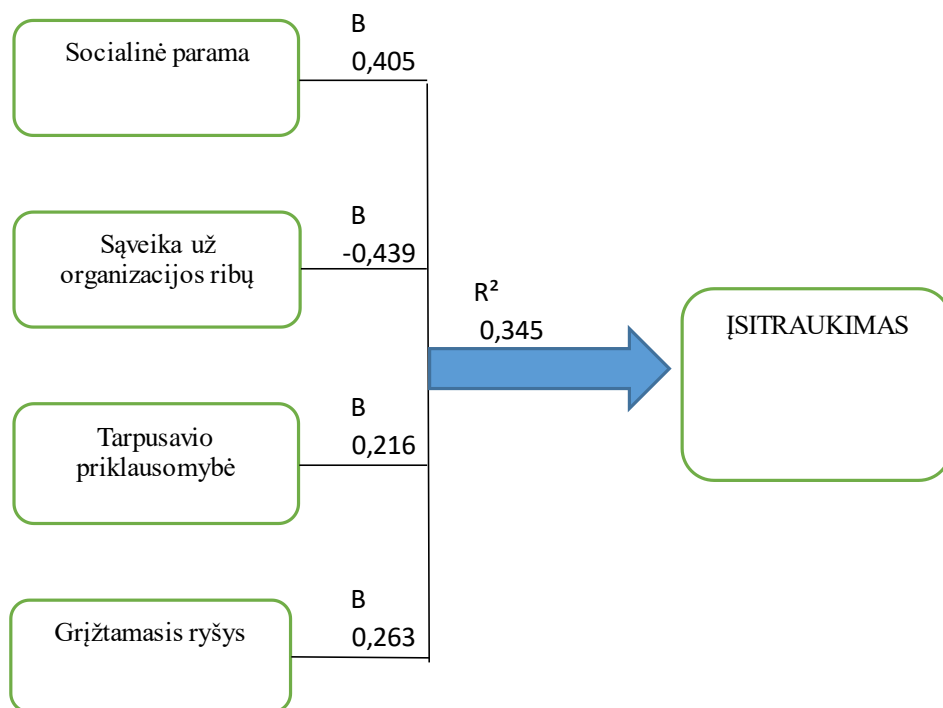 B
Socialinė parama
0,405
B
Sąveika už
organizacijos ribų
-0,439
R²
0,345
ĮSITRAUKIMAS
B
Tarpusavio
priklausomybė
0,216
B
Grįžtamasis ryšys
0,263